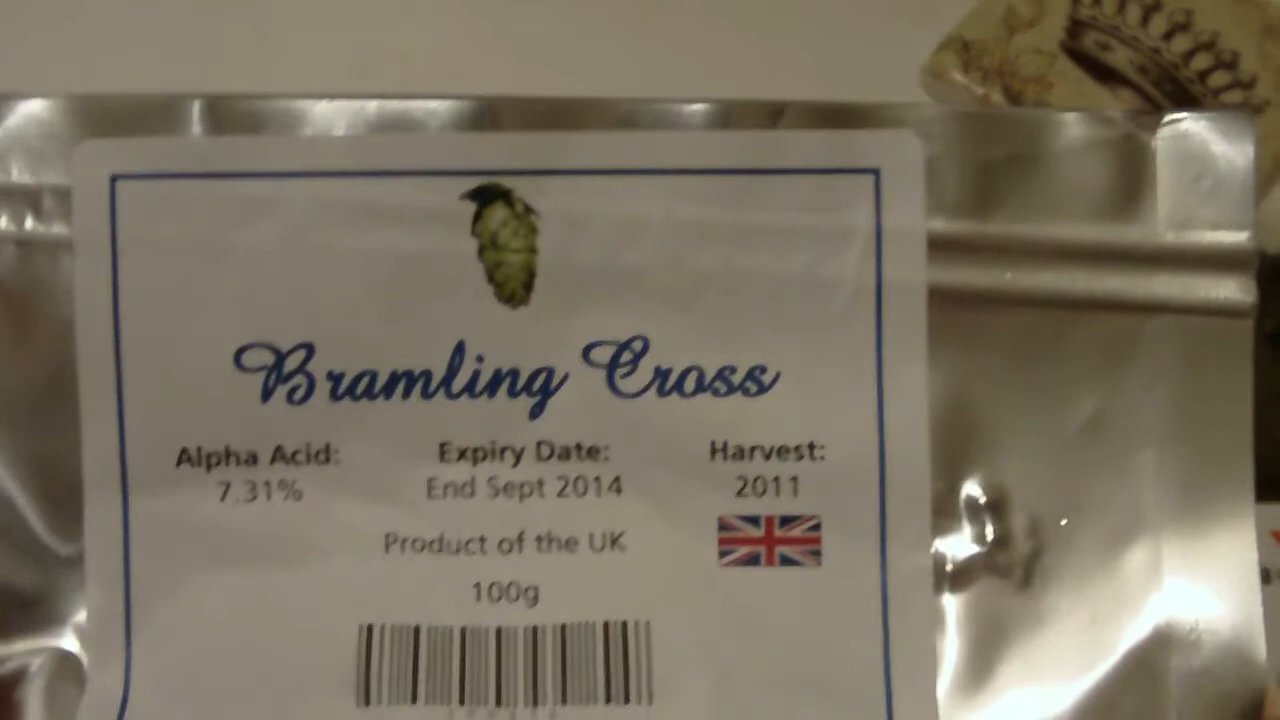 Bramling Cross
Alpha Acid: Expiry Date: Harvest:
7.31% End Sept 2014 2011
Product of the UK
100g